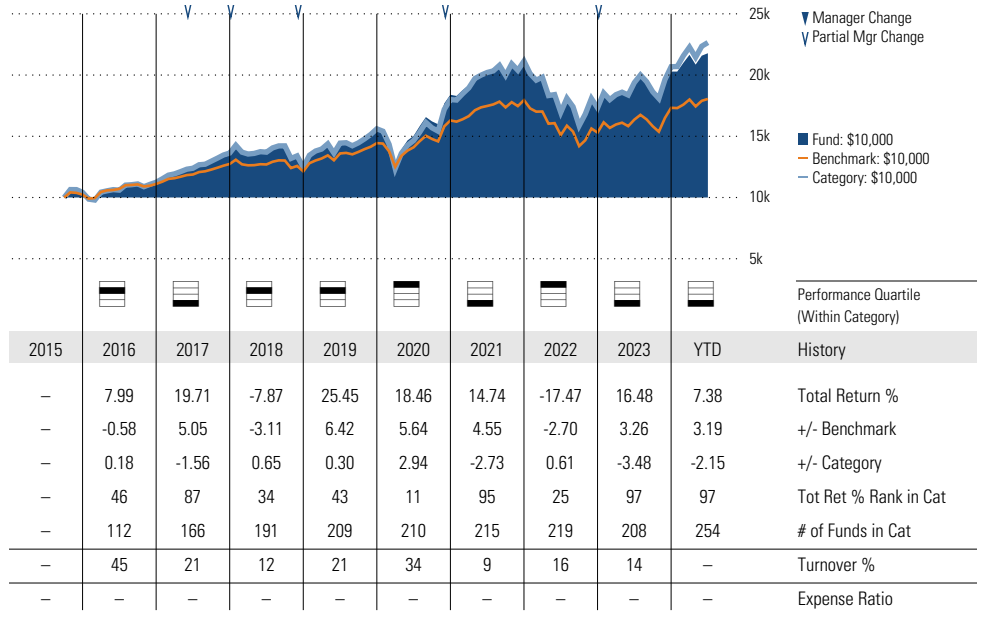 25k
▼ Manager Change
Partial Mgr Change
20k
15k
Fund: $10,000
Benchmark: $10,000
Category: $10,000
10k
5k
Performance Quartile
(Within Category)
2015 2016 2017 2018 2019 2020 2021 2022 2023 YTD History
– 7.99 19.71 -7.87 25.45 18.46 14.74 -17.47 16.48 7.38 Total Return %
– -0.58 5.05 -3.11 6.42 5.64 4.55 -2.70 3.26 3.19 +/- Benchmark
– 0.18 -1.56 0.65 0.30 2.94 -2.73 0.61 -3.48 -2.15 +/- Category
– 46 87 34 43 11 95 25 97 97 Tot Ret % Rank in Cat
– 112 166 191 209 210 215 219 208 254 # of Funds in Cat
– 45 21 12 21 34 9 16 14 – Turnover %
– – – – – – – – – – Expense Ratio